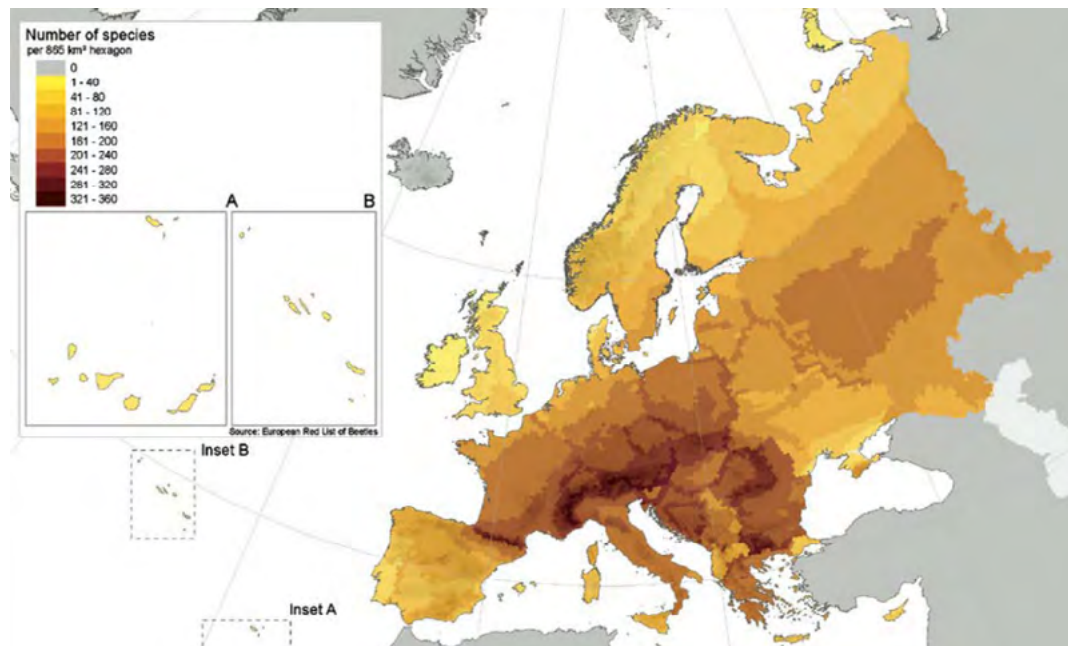 Number of species
per 865 km² hexagon
0
1 - 40
41 - 80
81 - 120
121 - 160
161 - 200
201 - 240
241 - 280
281 - 320
321 - 360
A
B
Source: European Red List of Beetles
Inset B
Inset A